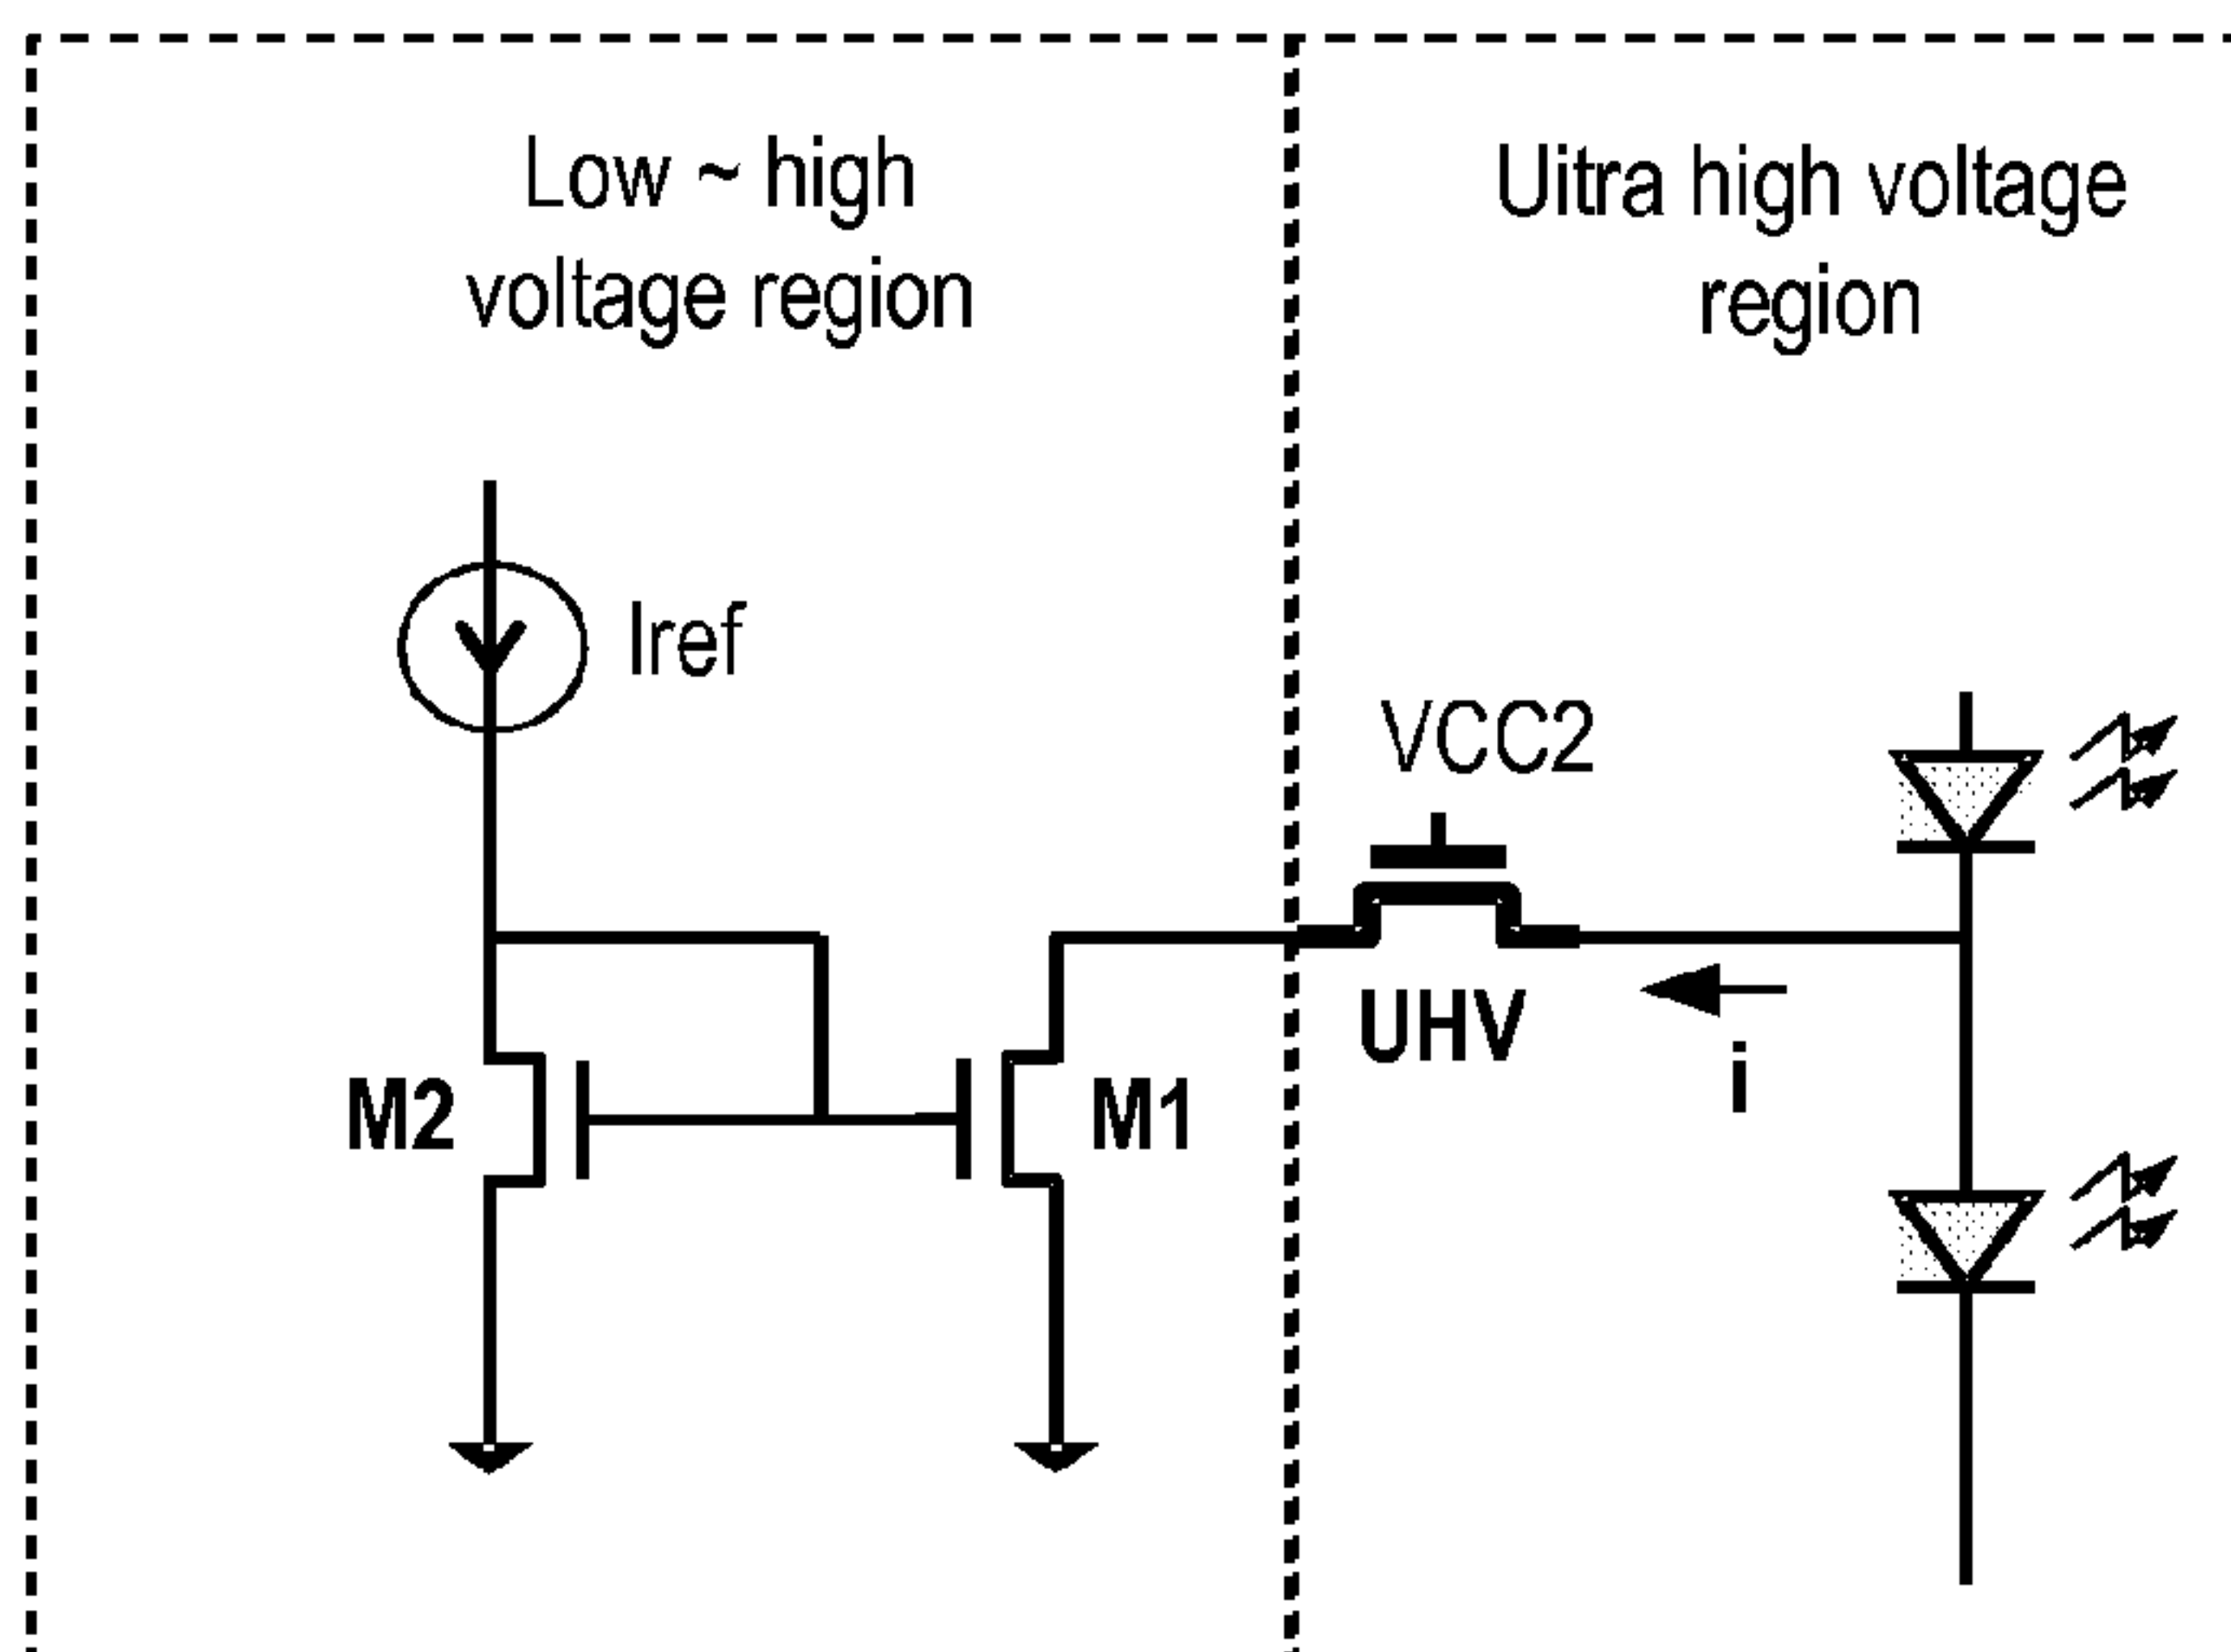 Low ~ high
voltage region
Uitra high voltage
region
Iref
VCC2
UHV
i
M2
M1